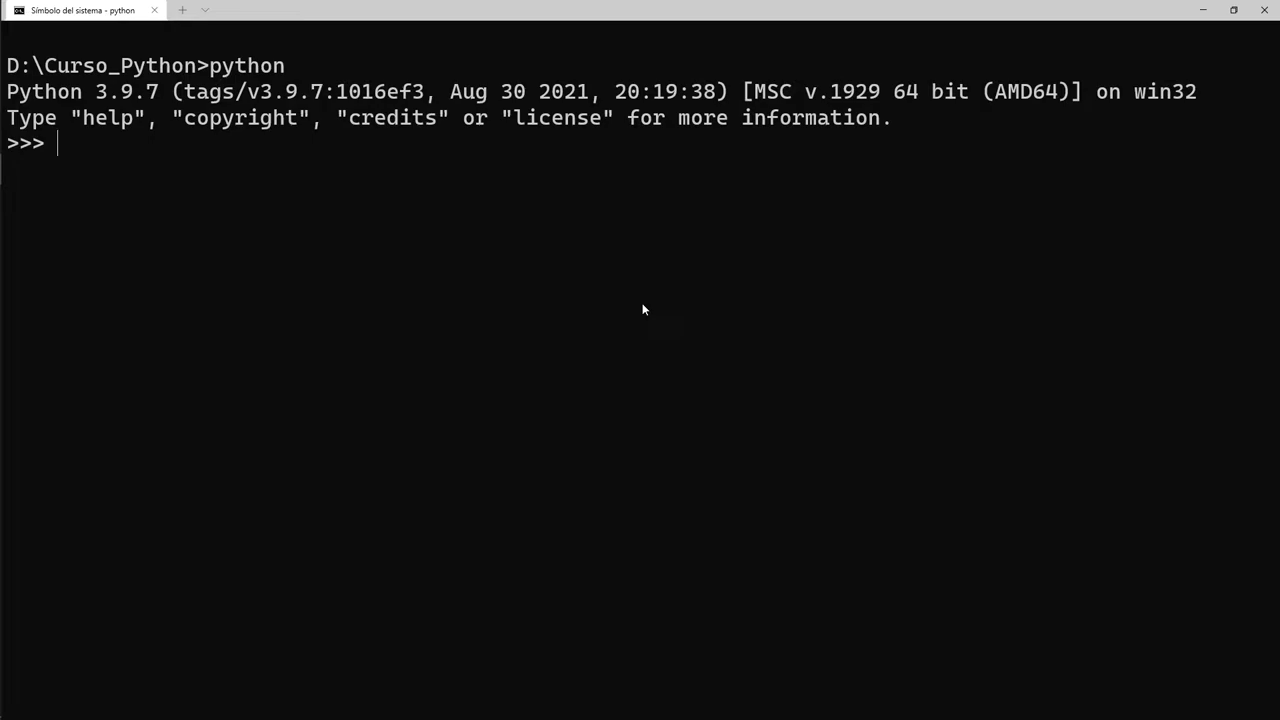 Símbolo del sistema - python
D:\Curso_Python>python
Python 3.9.7 (tags/v3.9.7:1016ef3, Aug 30 2021, 20:19:38) [MSC v.1929 64 bit (AMD64)] on win32
Type "help", "copyright", "credits" or "license" for more information.
>>>